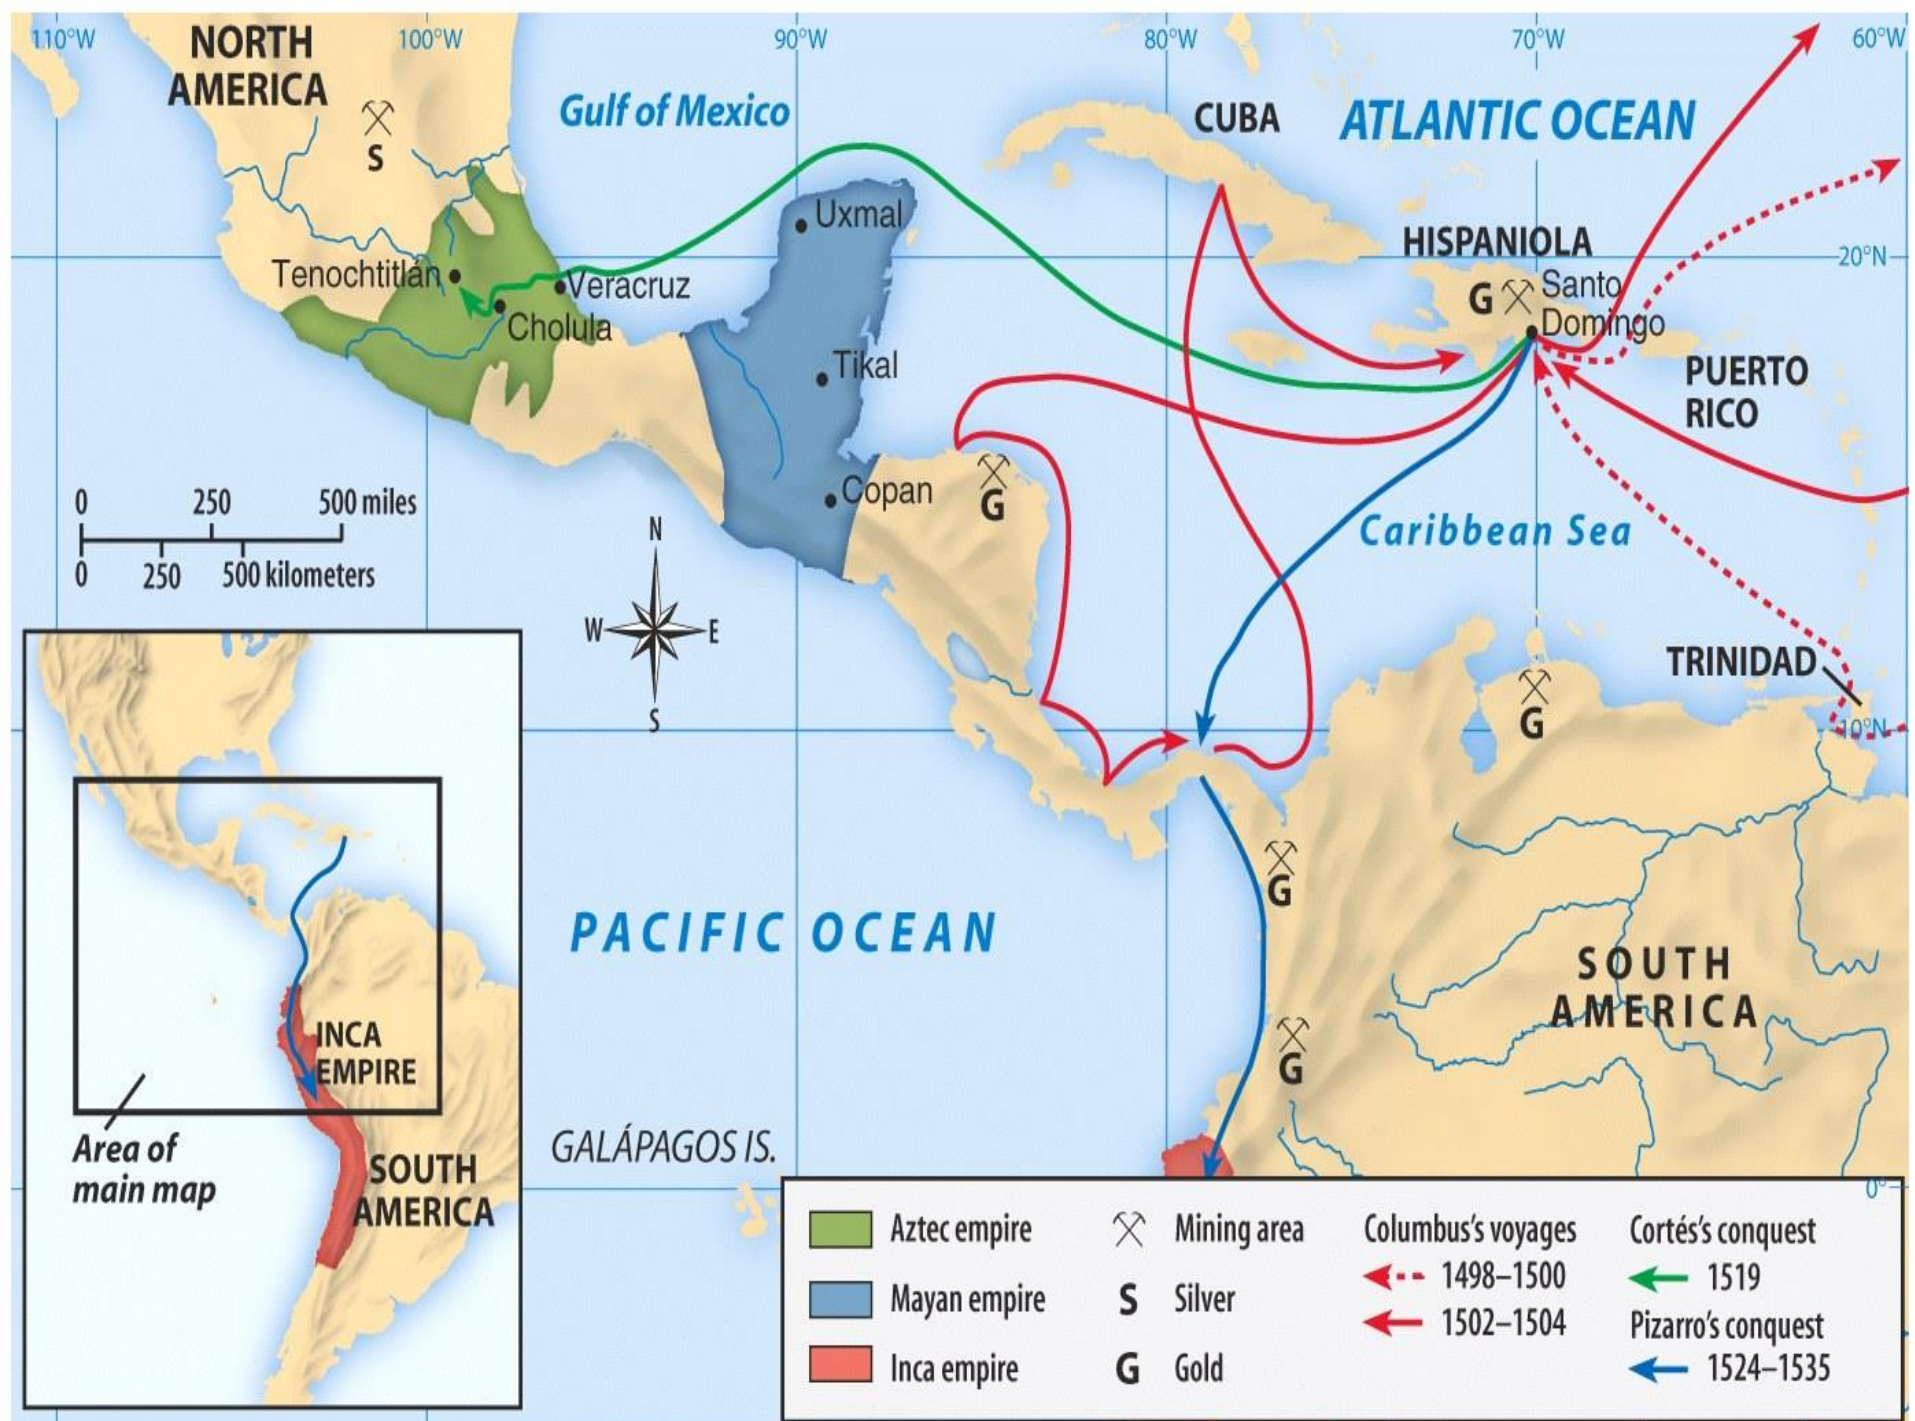 110°W
100°W
90°W
80°W
70°W
60°W
NORTH
AMERICA
S
Gulf of Mexico
CUBA
ATLANTIC OCEAN
Uxmal
HISPANIOLA
20°N
Tenochtitlán
Veracruz
Cholula
G
Santo
Domingo
Tikal
PUERTO
RICO
Copan
G
0 250 500 miles
0 250 500 kilometers
N
W E
S
Caribbean Sea
TRINIDAD
G
10°N
G
PACIFIC OCEAN
SOUTH
AMERICA
G
INCA
EMPIRE
Area of
main map
SOUTH
AMERICA
GALÁPAGOS IS.
0°
Aztec empire
Mayan empire
Inca empire
Mining area
S Silver
G Gold
Columbus's voyages
1498–1500
1502–1504
Cortés's conquest
1519
Pizarro's conquest
1524–1535